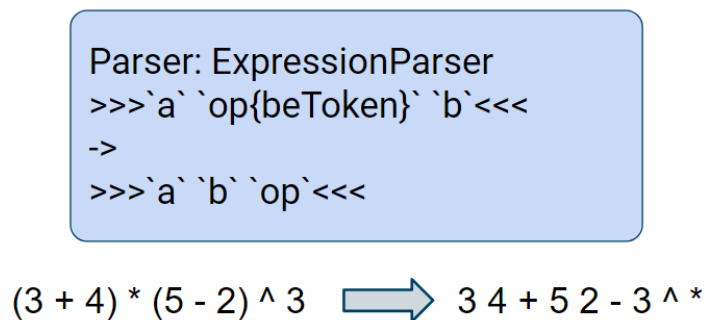 Parser: ExpressionParser
>>>`a` `op{beToken}` `b`<<<
->
>>>`a` `b` `op`<<<
(3 + 4) * (5 - 2) ^ 3 3 4 + 5 2 - 3 ^ *